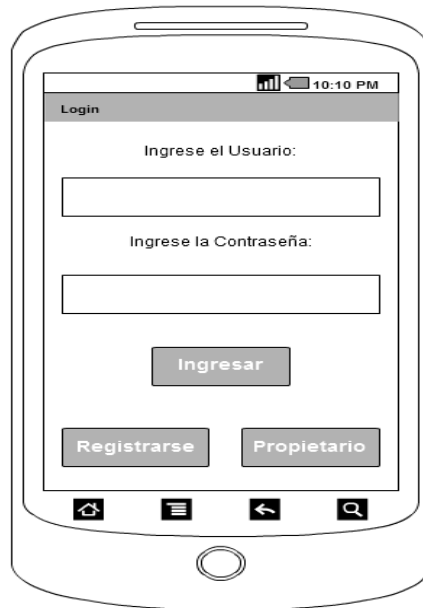 10:10 PM
Login
Ingrese el Usuario:
Ingrese la Contraseña:
Ingresar
Registrarse Propietario